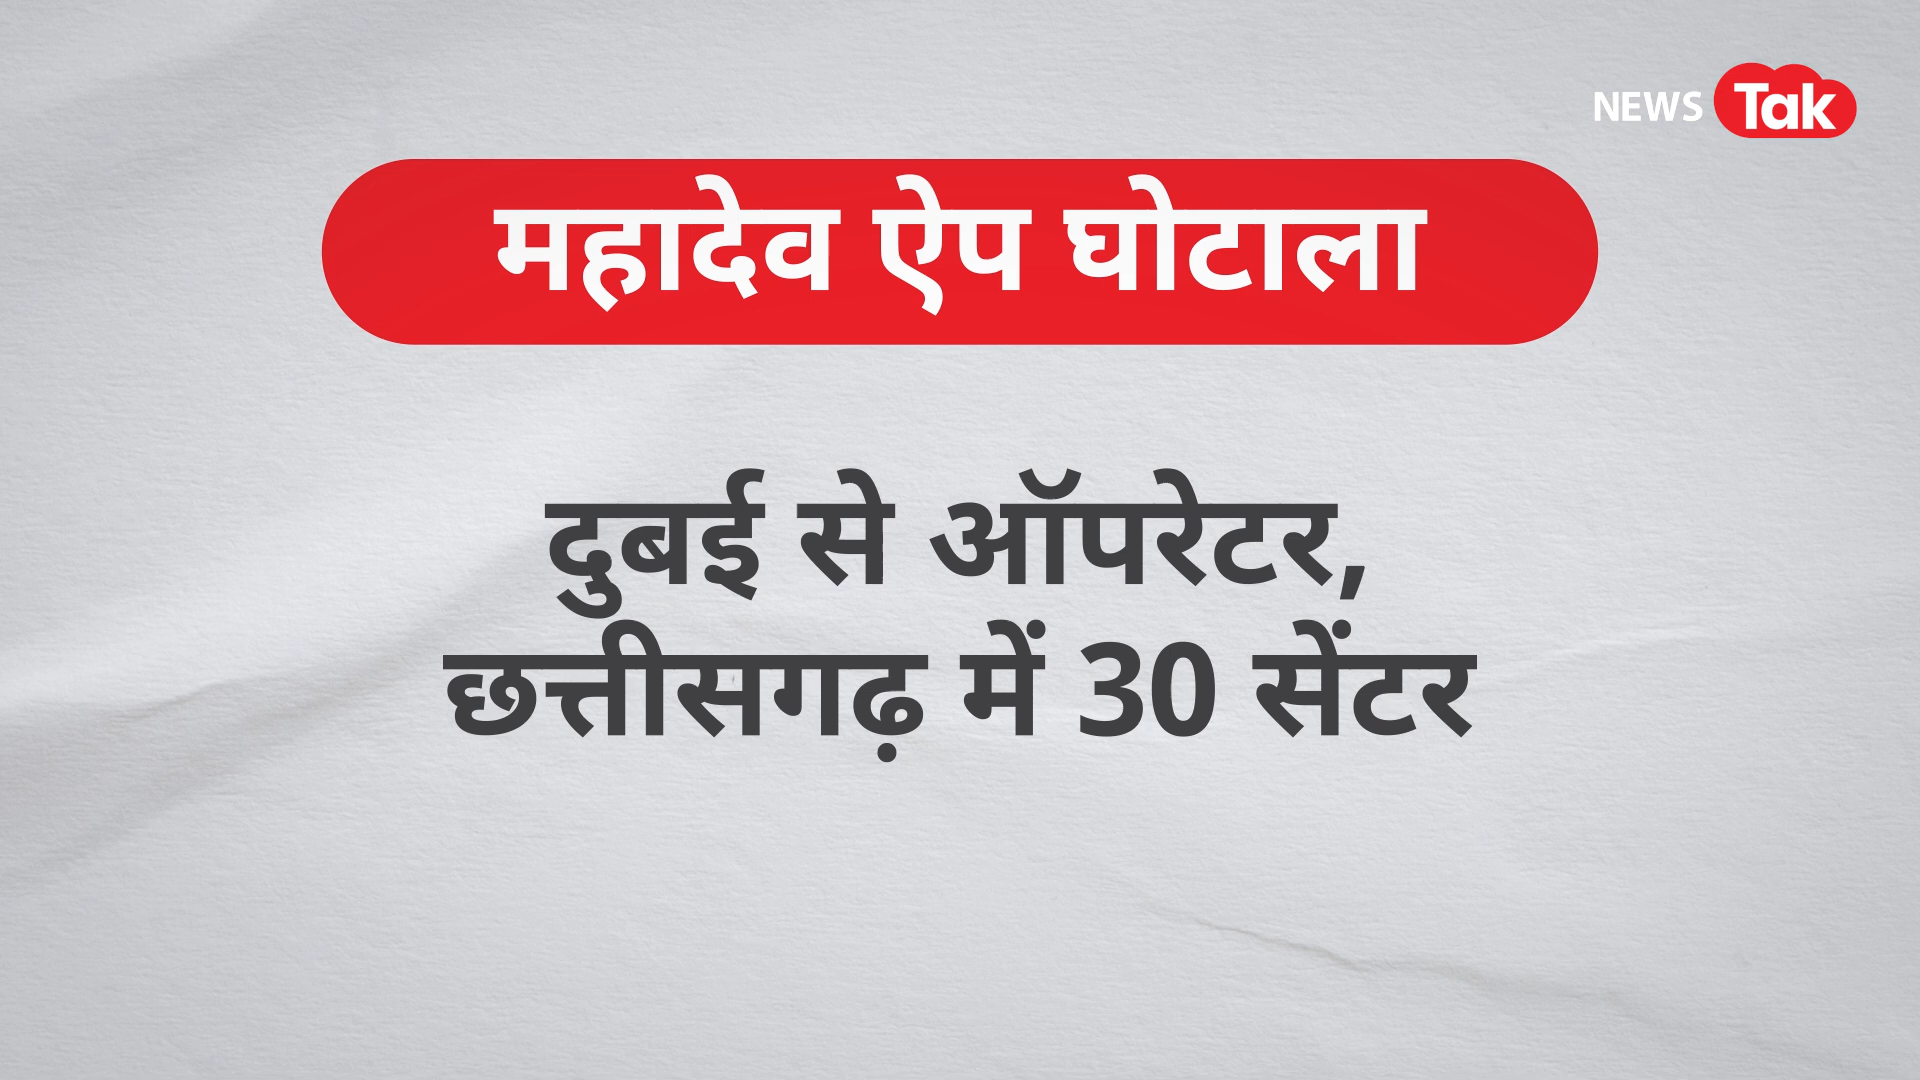 NEWS Tak
महादेव ऐप घोटाला
दुबई से ऑपरेटर,
छत्तीसगढ़ में 30 सेंटर